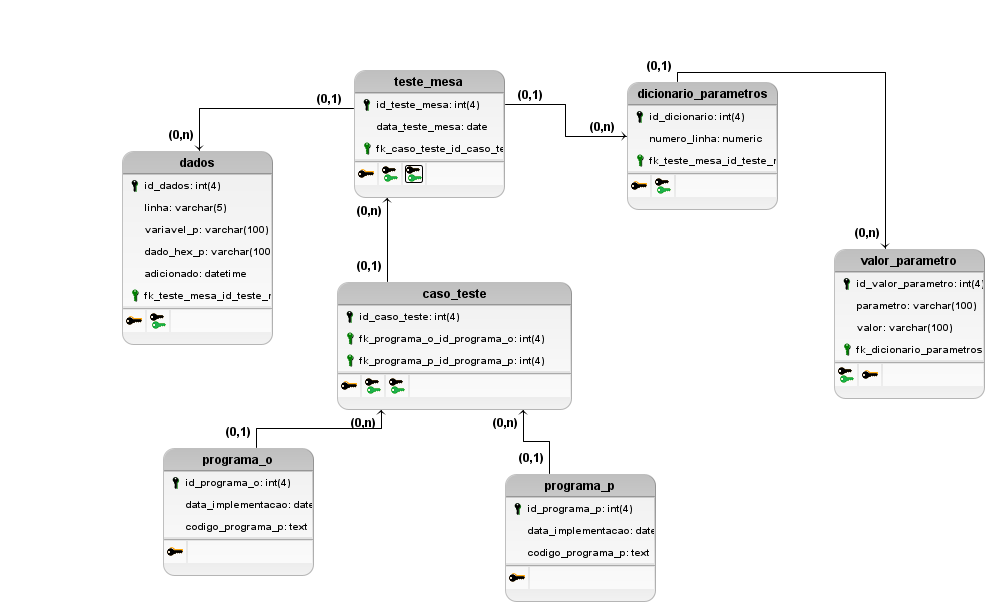 teste_mesa
id_teste_mesa: int(4)
data_teste_mesa: date
fk_caso_teste_id_caso_te
(0,1)
(0,n)
(0,1)
(0,n)
(0,n)
(0,1)
dicionario_parametros
id_dicionario: int(4)
numero_linha: numeric
fk_teste_mesa_id_teste_r
(0,1)
(0,n)
dados
id_dados: int(4)
linha: varchar(5)
variavel_p: varchar(100)
dado_hex_p: varchar(100
adicionado: datetime
fk_teste_mesa_id_teste_r
valor_parametro
id_valor_parametro: int(4)
parametro: varchar(100)
valor: varchar(100)
fk_dicionario_parametros
caso_teste
id_caso_teste: int(4)
fk_programa_o_id_programa_o: int(4)
fk_programa_p_id_programa_p: int(4)
(0,n)
(0,1)
(0,n)
(0,1)
programa_o
id_programa_o: int(4)
data_implementacao: date
codigo_programa_p: text
programa_p
id_programa_p: int(4)
data_implementacao: date
codigo_programa_p: text